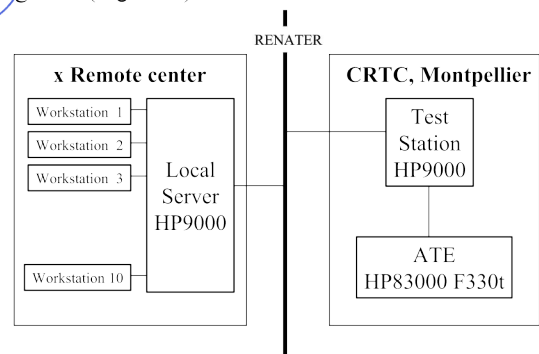 RENATER
x Remote center
Workstation 1
Workstation 2
Workstation 3
Workstation 10
Local
Server
HP9000
CRTC, Montpellier
Test
Station
HP9000
ATE
HP83000 F330t